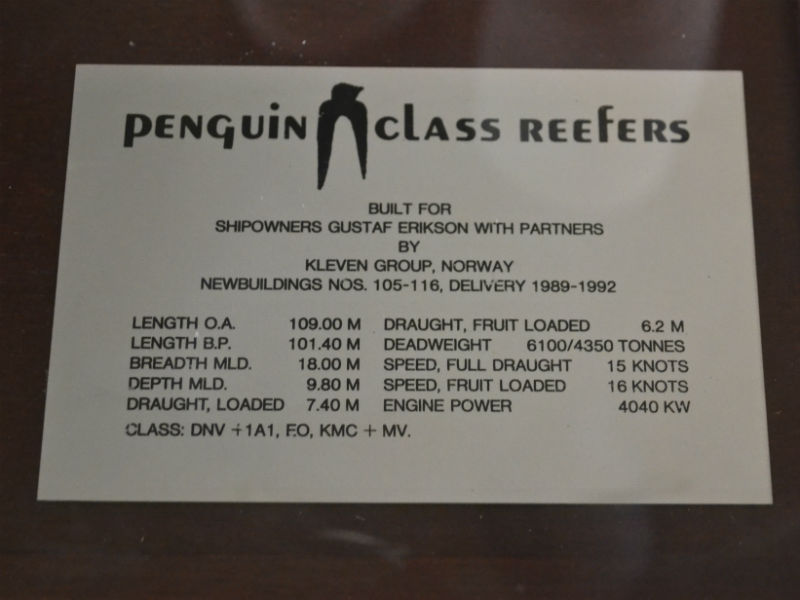 PENGUIN CLASS REEFERS
BUILT FOR
SHIPOWNERS GUSTAF ERIKSON WITH PARTNERS
BY
KLEVEN GROUP, NORWAY
NEWBUILDINGS NOS. 105-116, DELIVERY 1989-1992
LENGTH O.A. 109.00 M DRAUGHT, FRUIT LOADED 6.2 M
LENGTH B.P. 101.40 M DEADWEIGHT 6100/4350 TONNES
BREADTH MLD. 18.00 M SPEED, FULL DRAUGHT 15 KNOTS
DEPTH MLD. 9.80 M SPEED, FRUIT LOADED 16 KNOTS
DRAUGHT, LOADED 7.40 M ENGINE POWER 4040 KW
CLASS: DNV +1A1, E.O, KMC + MV.